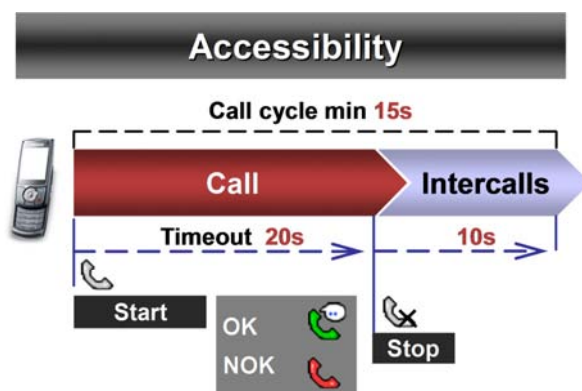 Accessibility
Call cycle min 15s
Call
Intercalls
Timeout 20s
10s
Start
OK
NOK
Stop